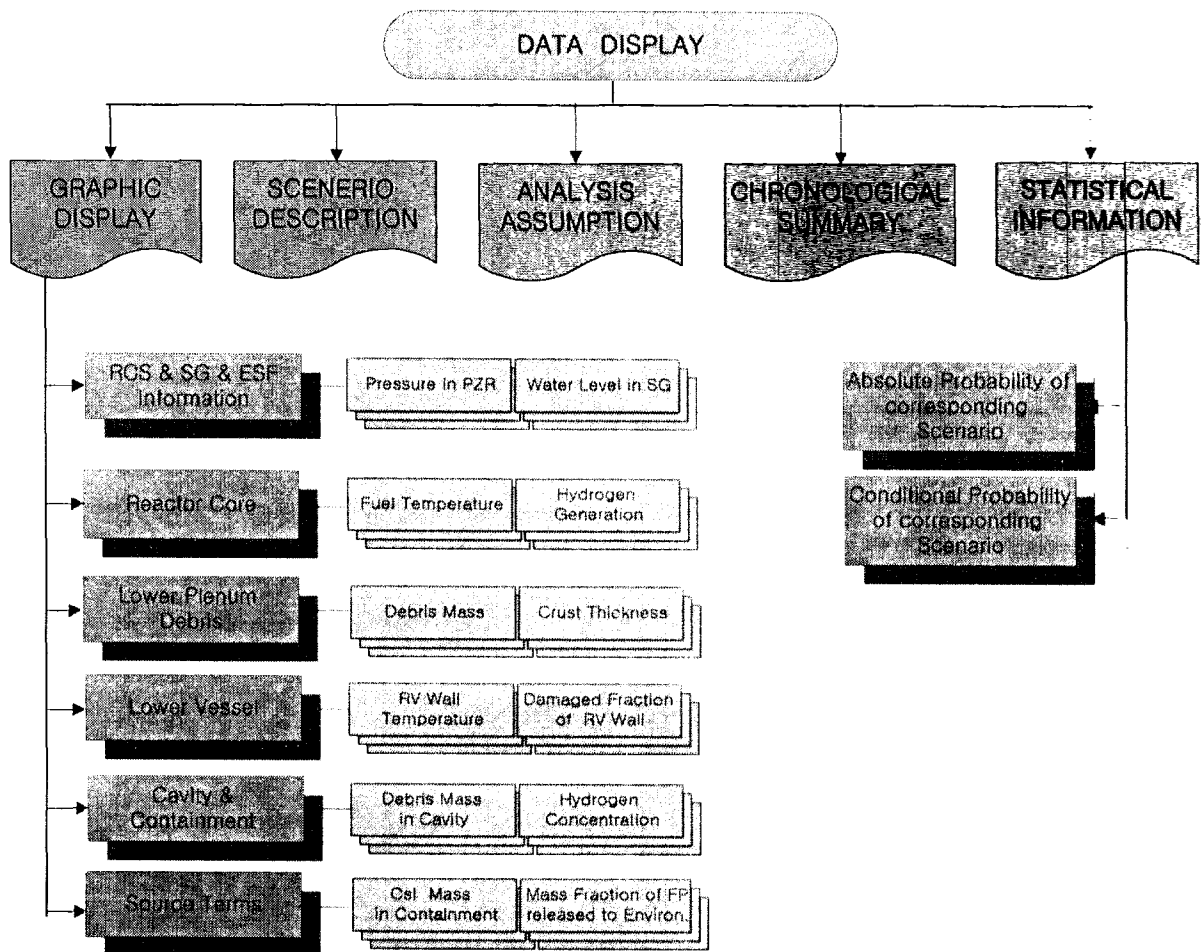 DATA DISPLAY
GRAPHIC
DISPLAY
SCENERIO
DESCRIPTION
ANALYSIS
ASSUMPTION
CHRONOLOGICAL
SUMMARY
STATISTICAL
INFORMATION
RCS & SG & ESF
Information
Pressure in PZR
Water Level in SG
Absolute Probability of
corresponding
Scenario
Reactor Core
Fuel Temperature
Hydrogen
Generation
Conditional Probability
of corresponding
Scenario
Lower Plenum
Debris
Debris Mass
Crust Thickness
Lower Vessel
RV Wall
Temperature
Damaged Fraction
of RV Wall
Cavity &
Containment
Debris Mass
in Cavity
Hydrogen
Concentration
Source Terms
CsI Mass
in Containment
Mass Fraction of FP
released to Environ.